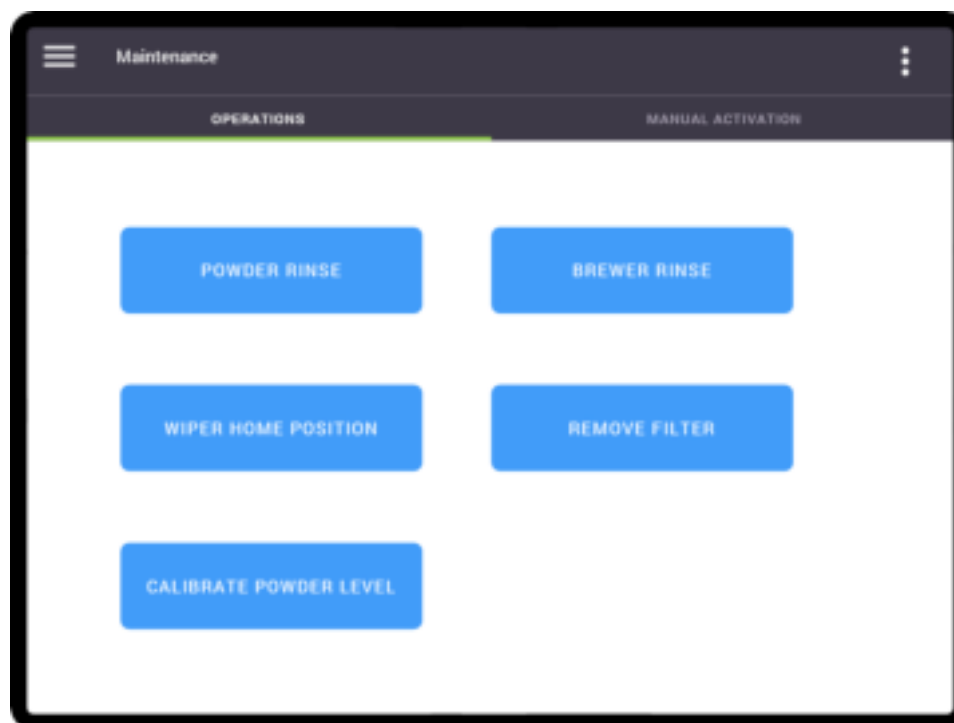 Maintenance
OPERATIONS MANUAL ACTIVATION
POWDER RINSE BREWER RINSE
WIPER HOME POSITION REMOVE FILTER
CALIBRATE POWDER LEVEL